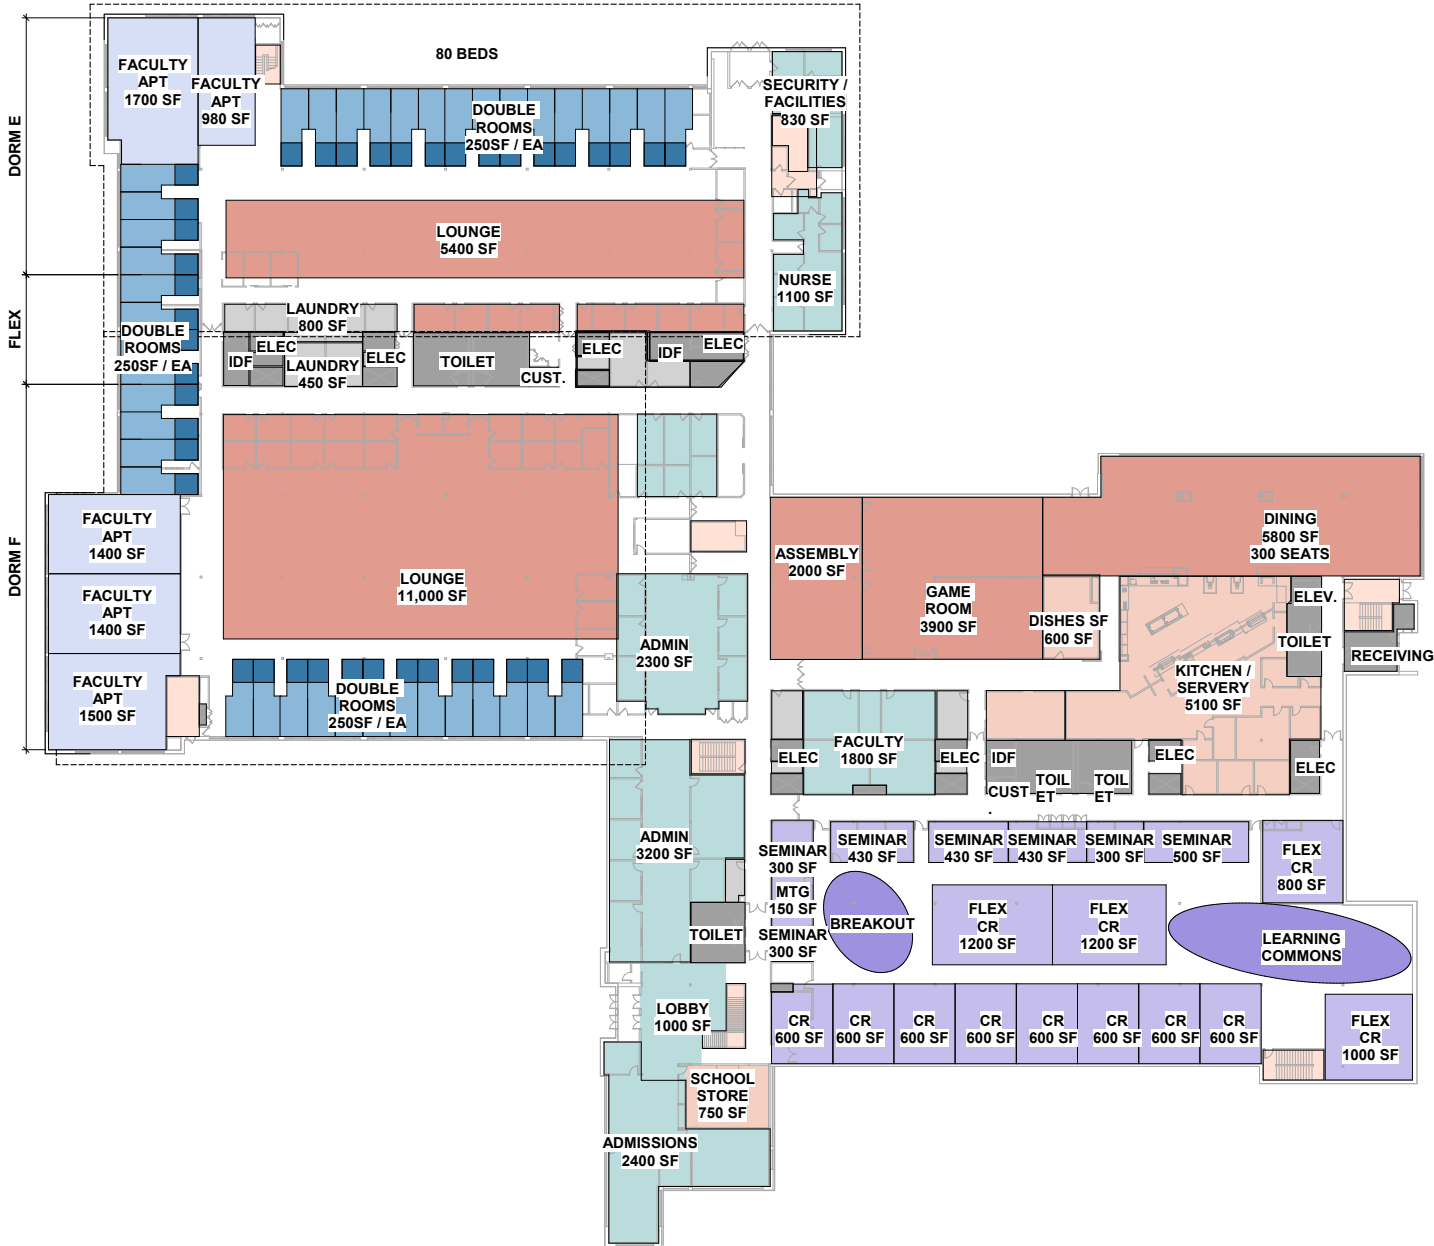 80 BEDS
FACULTY
APT
1700 SF
FACULTY
APT
980 SF
DOUBLE
ROOMS
250SF / EA
SECURITY /
FACILITIES
830 SF
DORM E
LOUNGE
5400 SF
NURSE
1100 SF
FLEX
DOUBLE
ROOMS
250SF / EA
LAUNDRY
800 SF
IDF
ELEC
LAUNDRY
450 SF
ELEC
TOILET
CUST.
ELEC
IDF
ELEC
DORM F
FACULTY
APT
1400 SF
FACULTY
APT
1400 SF
FACULTY
APT
1500 SF
LOUNGE
11,000 SF
DOUBLE
ROOMS
250SF / EA
ADMIN
2300 SF
ASSEMBLY
2000 SF
GAME
ROOM
3900 SF
DINING
5800 SF
300 SEATS
DISHES SF
600 SF
ELEV.
TOILET
RECEIVING
KITCHEN /
SERVERY
5100 SF
ELEC
FACULTY
1800 SF
ELEC
IDF
CUST
.
TOIL
ET
TOIL
ET
ELEC
ELEC
ADMIN
3200 SF
TOILET
SEMINAR
300 SF
MTG
150 SF
SEMINAR
300 SF
SEMINAR
430 SF
SEMINAR
430 SF
SEMINAR
430 SF
SEMINAR
300 SF
SEMINAR
500 SF
FLEX
CR
800 SF
BREAKOUT
FLEX
CR
1200 SF
FLEX
CR
1200 SF
LEARNING
COMMONS
LOBBY
1000 SF
CR
600 SF
CR
600 SF
CR
600 SF
CR
600 SF
CR
600 SF
CR
600 SF
CR
600 SF
CR
600 SF
FLEX
CR
1000 SF
SCHOOL
STORE
750 SF
ADMISSIONS
2400 SF